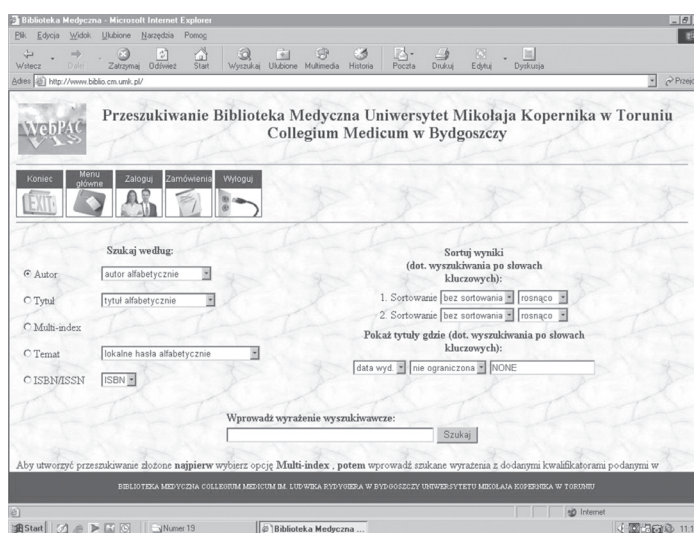 Biblioteka Medyczna - Microsoft Internet Explorer
Plik Edycja Widok Ulubione Narzędzia Pomoc
Wstecz Dalej Zatrzymaj Odśwież Start Wyszukaj Ulubione Multimedia Historia Poczta Drukuj Edytuj Dyskusja
Adres http://www.biblio.cm.umk.pl/ Przejdź
WebPAC
Przeszukiwanie Biblioteka Medyczna Uniwersytet Mikołaja Kopernika w Toruniu
Collegium Medicum w Bydgoszczy
Koniec Menu główne Zaloguj Zamówienia Wyloguj
EXIT
Szukaj według:
Autor autor alfabetycznie
Tytuł tytuł alfabetycznie
Multi-index
Temat lokalne hasła alfabetycznie
ISBN/ISSN ISBN
Sortuj wyniki
(dot. wyszukiwania po słowach
kluczowych):
1. Sortowanie bez sortowania rosnąco
2. Sortowanie bez sortowania rosnąco
Pokaż tytuły gdzie (dot. wyszukiwania po słowach
kluczowych):
data wyd. nie ograniczona NONE
Wprowadź wyrażenie wyszukiwawcze:
Szukaj
Aby utworzyć przeszukiwanie złożone najpierw wybierz opcję Multi-index , potem wprowadź szukane wyrażenia z dodanymi kwalifikatorami podanymi w
BIBLIOTEKA MEDYCZNA COLLEGIUM MEDICUM IM. LUDWIKA RYDYGIERA W BYDGOSZCZY UNIWERSYTETU MIKOŁAJA KOPERNIKA W TORUNIU
Internet
Start Numer 19 Biblioteka Medyczna ... 11:1